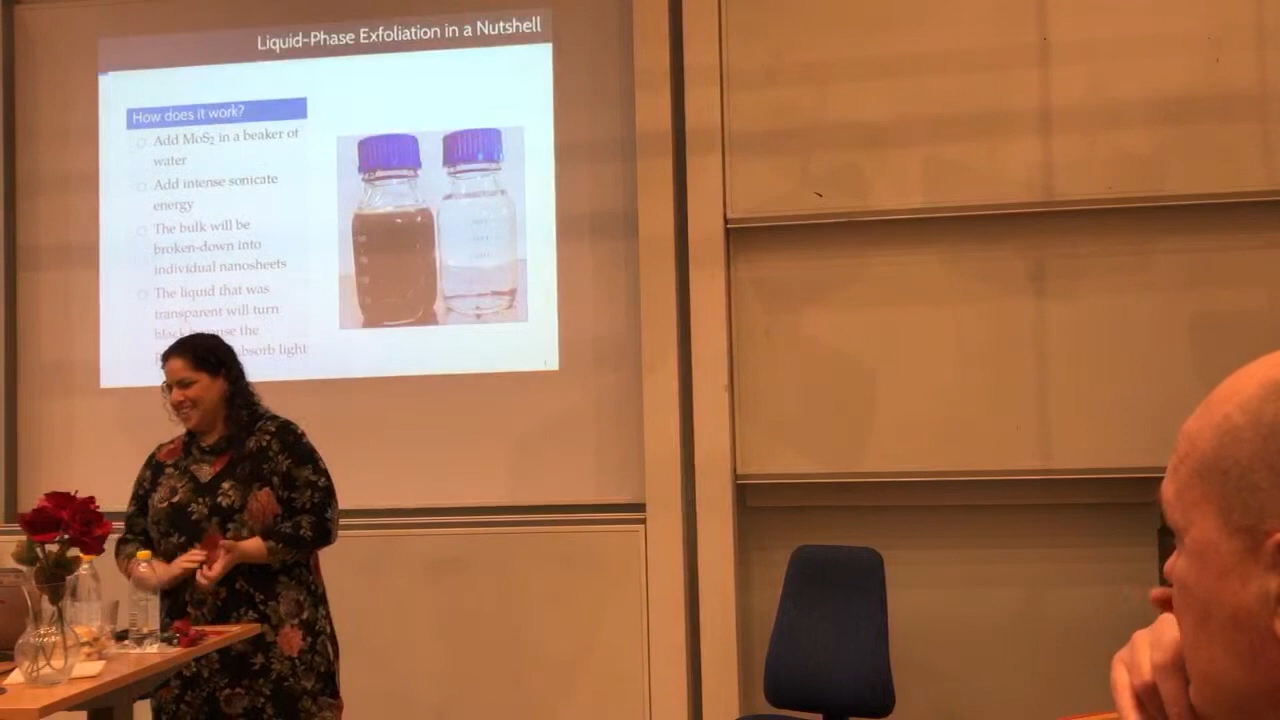 Liquid-Phase Exfoliation in a Nutshell
How does it work?
Add MoS₂ in a beaker of
water
Add intense sonicate
energy
The bulk will be
broken-down into
individual nanosheets
The liquid that was
transparent will turn
black because the
absorb light